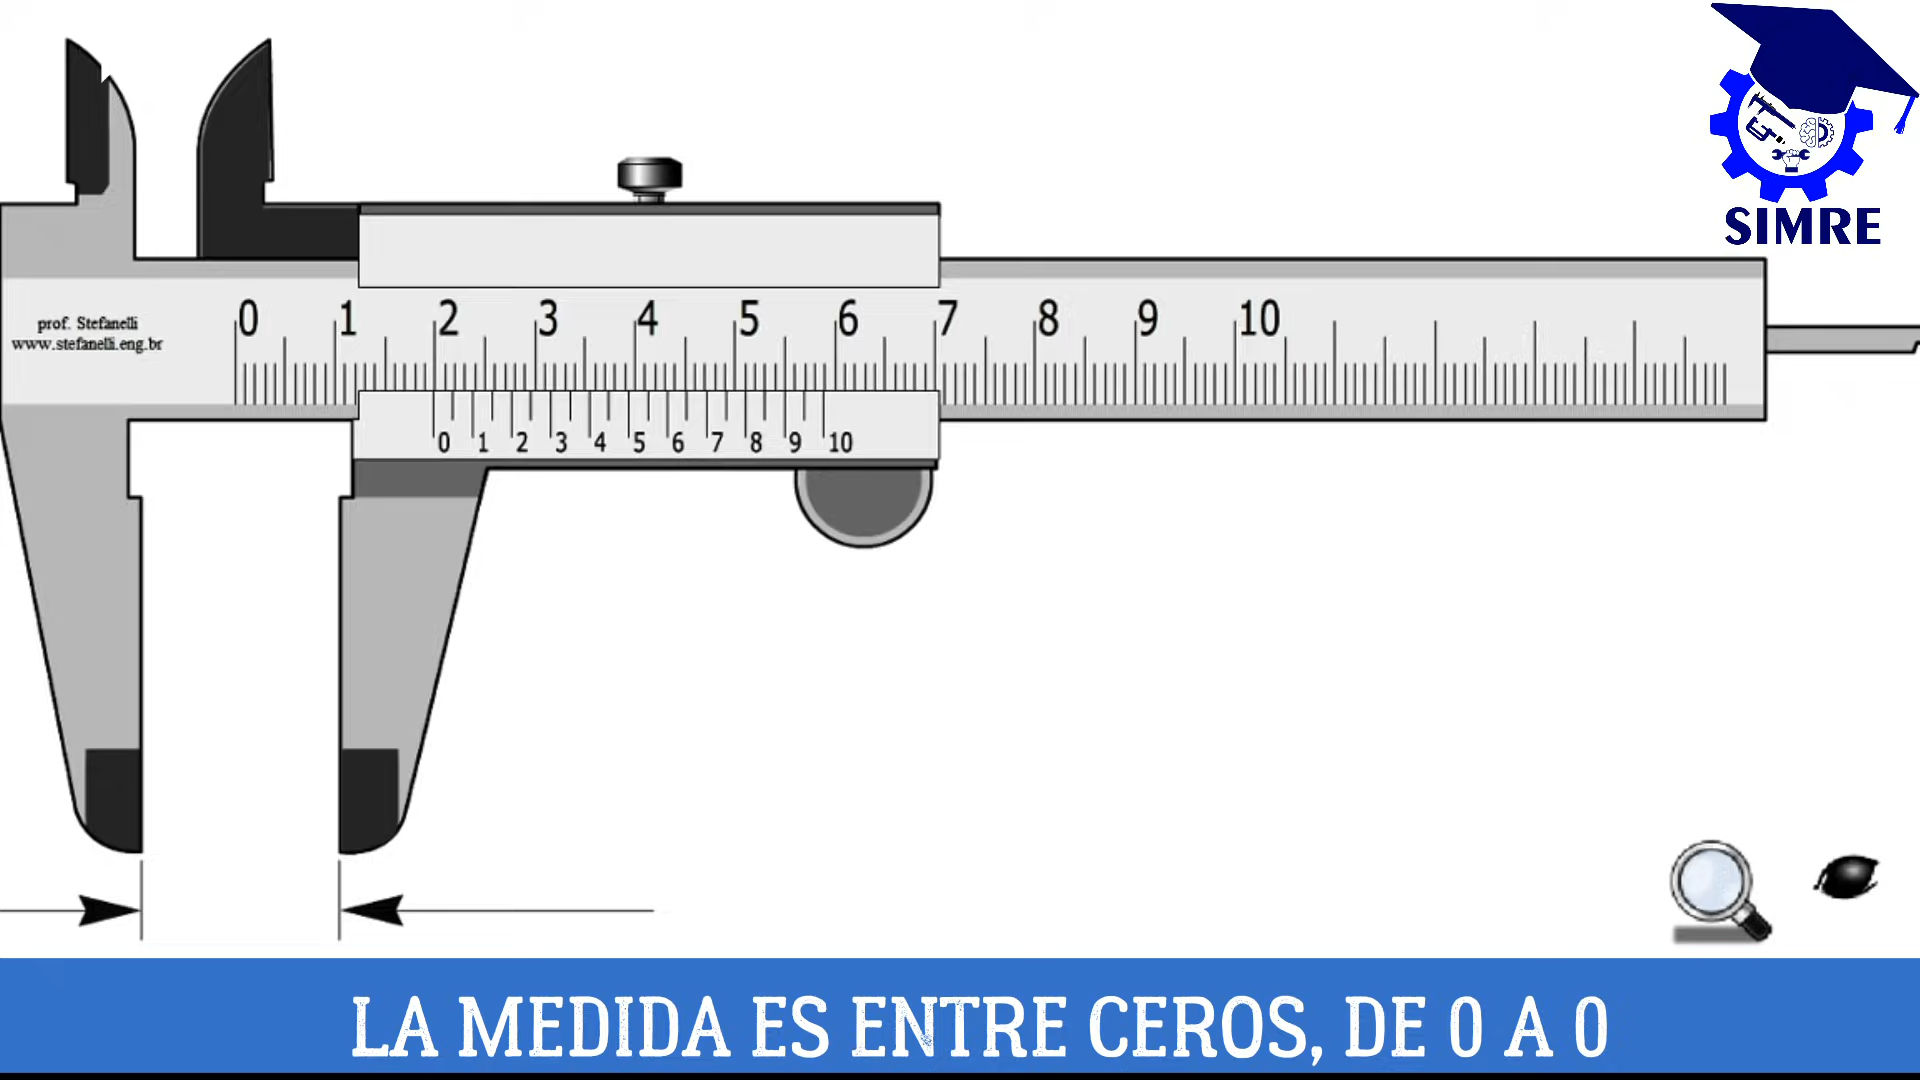 SIMRE
prof. Stefanelli
www.stefanelli.eng.br
0 1 2 3 4 5 6 7 8 9 10
0 1 2 3 4 5 6 7 8 9 10
LA MEDIDA ES ENTRE CEROS, DE 0 A 0